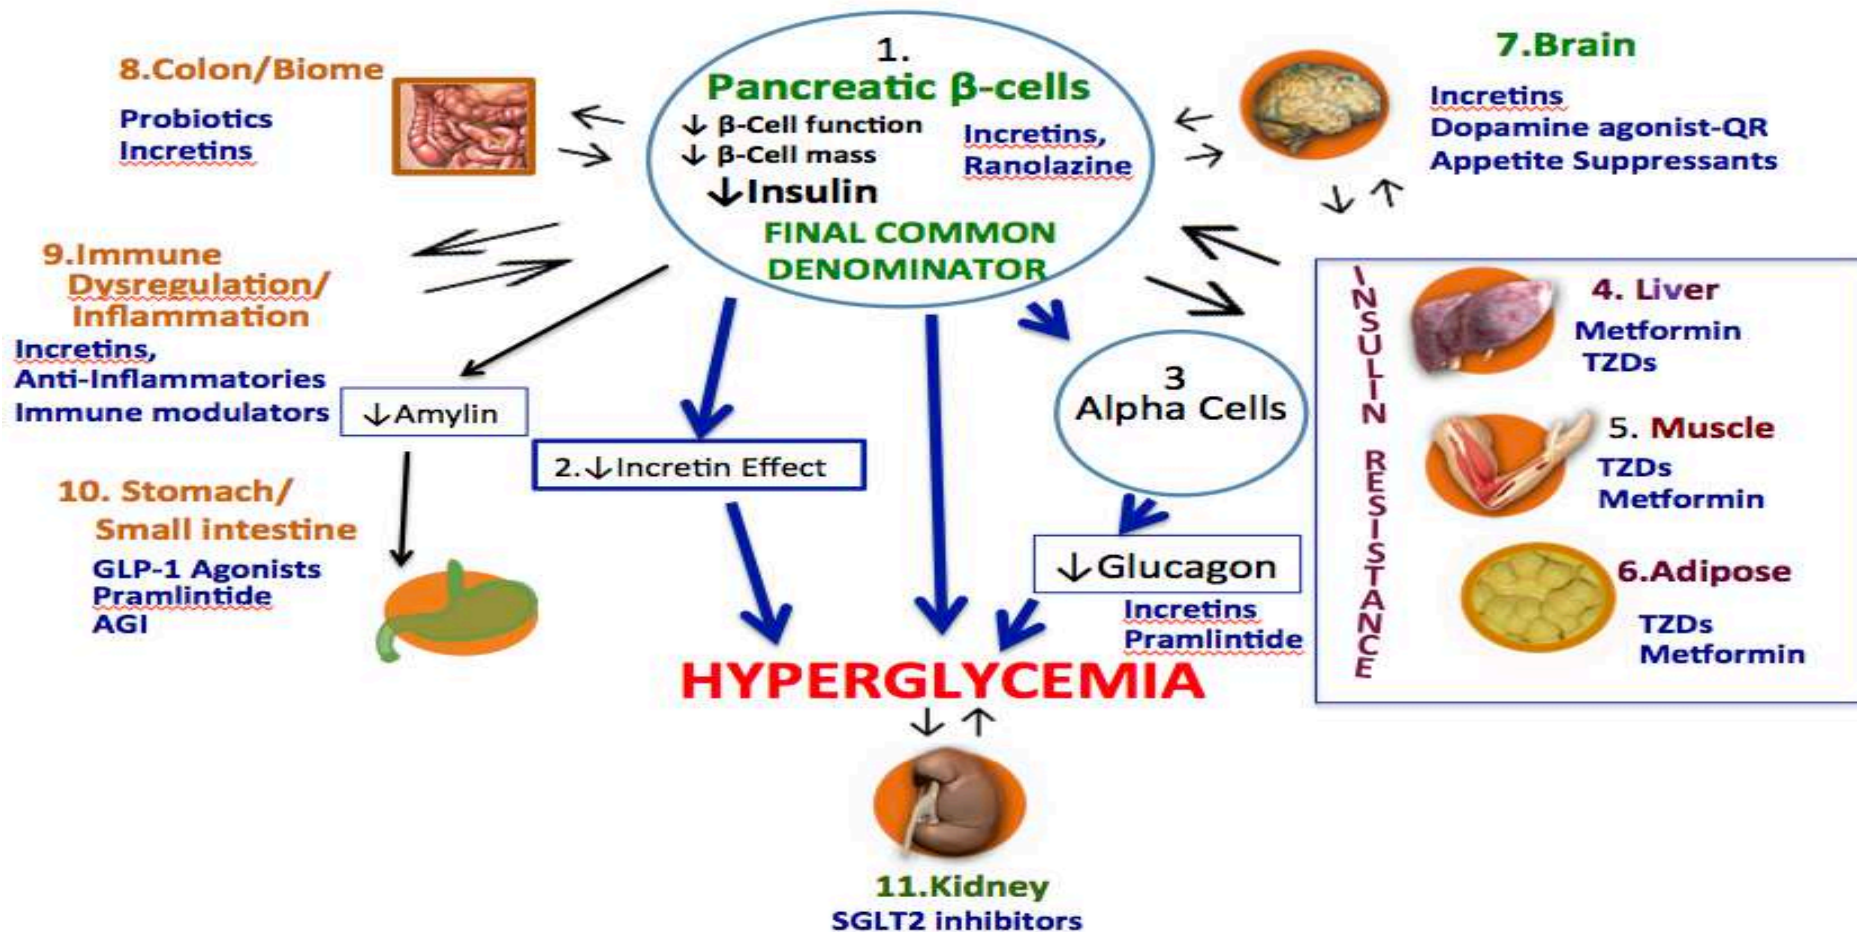 1.
Pancreatic β-cells
↓ β-Cell function
↓ β-Cell mass
↓Insulin
Incretins,
Ranolazine
FINAL COMMON
DENOMINATOR
8.Colon/Biome
Probiotics
Incretins
7.Brain
Incretins
Dopamine agonist-QR
Appetite Suppressants
9.Immune
Dysregulation/
Inflammation
Incretins,
Anti-Inflammatories
Immune modulators
↓Amylin
2.↓Incretin Effect
3
Alpha Cells
↓Glucagon
Incretins
Pramlintide
INSULIN RESISTANCE
4. Liver
Metformin
TZDs
5. Muscle
TZDs
Metformin
6.Adipose
TZDs
Metformin
10. Stomach/
Small intestine
GLP-1 Agonists
Pramlintide
AGI
HYPERGLYCEMIA
11.Kidney
SGLT2 inhibitors